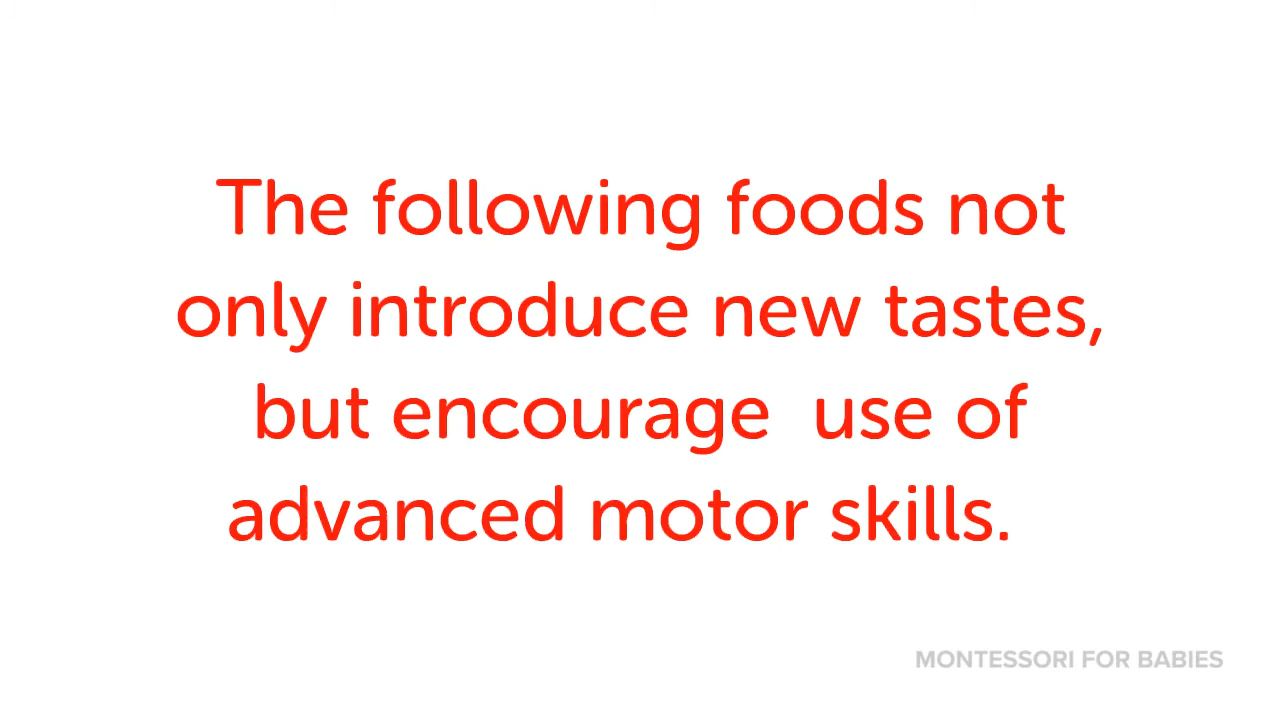 The following foods not
only introduce new tastes,
but encourage  use of
advanced motor skills.
MONTESSORI FOR BABIES